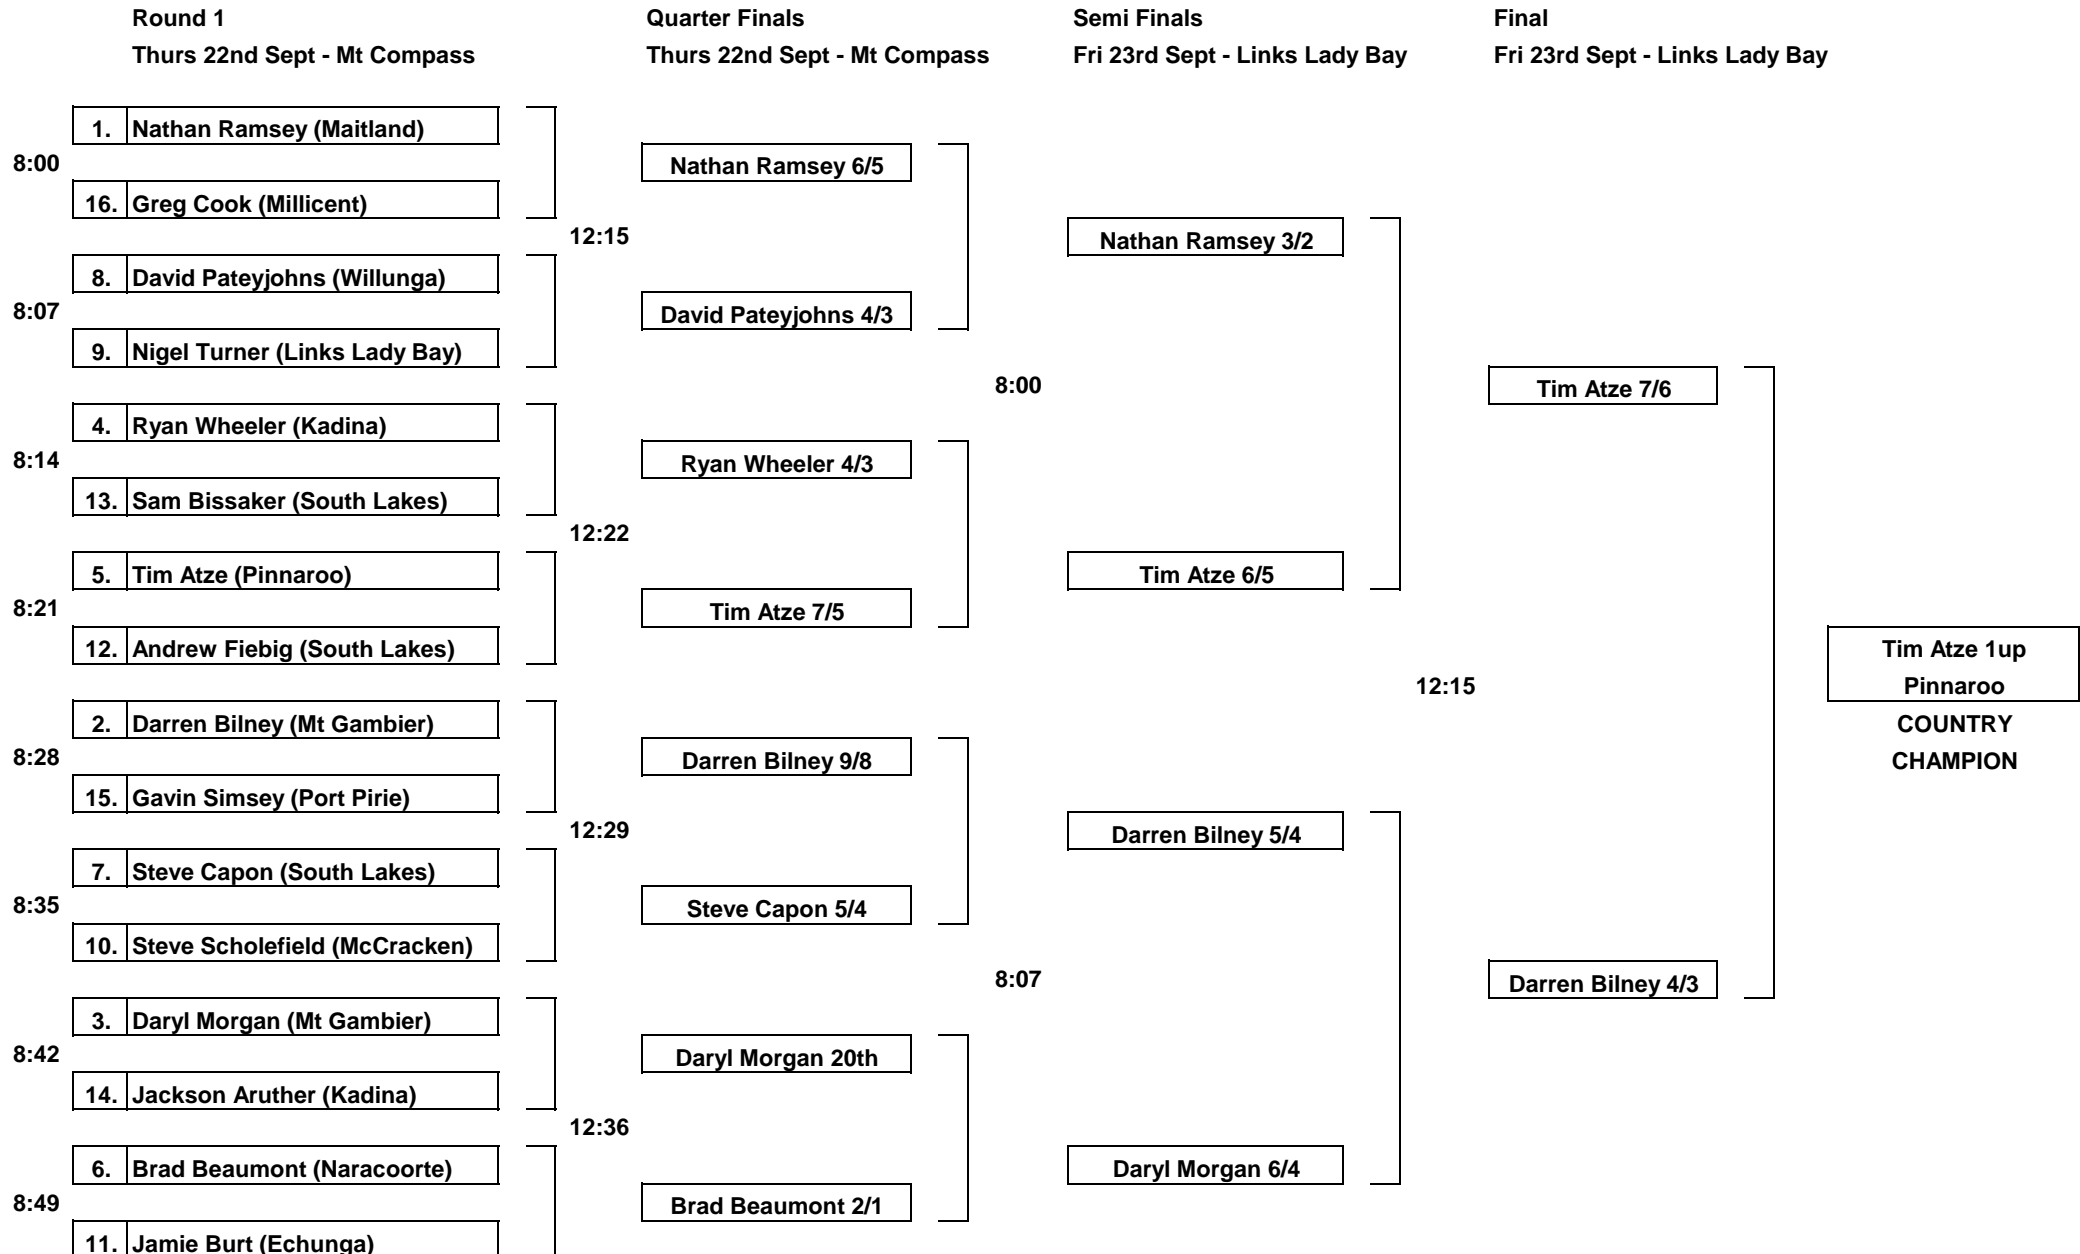 Round 1
Quarter Finals
Semi Finals
Final
Thurs 22nd Sept - Mt Compass
Thurs 22nd Sept - Mt Compass
Fri 23rd Sept - Links Lady Bay
Fri 23rd Sept - Links Lady Bay
1. Nathan Ramsey (Maitland)
8:00
Nathan Ramsey 6/5
16. Greg Cook (Millicent)
12:15
Nathan Ramsey 3/2
8. David Pateyjohns (Willunga)
8:07
David Pateyjohns 4/3
9. Nigel Turner (Links Lady Bay)
8:00
Tim Atze 7/6
4. Ryan Wheeler (Kadina)
8:14
Ryan Wheeler 4/3
13. Sam Bissaker (South Lakes)
12:22
5. Tim Atze (Pinnaroo)
Tim Atze 6/5
8:21
Tim Atze 7/5
12. Andrew Fiebig (South Lakes)
Tim Atze 1up
12:15
Pinnaroo
2. Darren Bilney (Mt Gambier)
COUNTRY
8:28
Darren Bilney 9/8
CHAMPION
15. Gavin Simsey (Port Pirie)
12:29
Darren Bilney 5/4
7. Steve Capon (South Lakes)
8:35
Steve Capon 5/4
10. Steve Scholefield (McCracken)
8:07
Darren Bilney 4/3
3. Daryl Morgan (Mt Gambier)
8:42
Daryl Morgan 20th
14. Jackson Aruther (Kadina)
12:36
6. Brad Beaumont (Naracoorte)
Daryl Morgan 6/4
8:49
Brad Beaumont 2/1
11. Jamie Burt (Echunga)